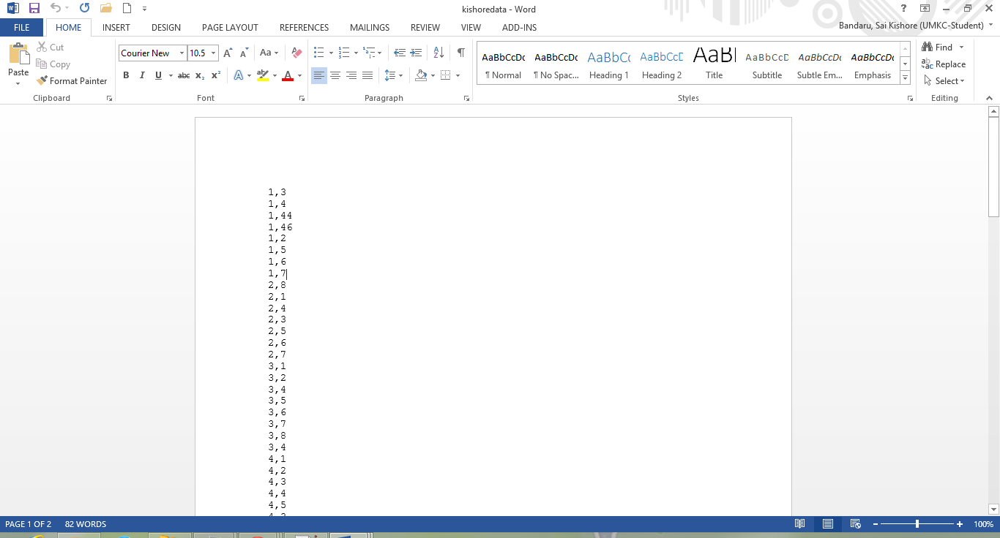 kishoredata - Word
FILE HOME INSERT DESIGN PAGE LAYOUT REFERENCES MAILINGS REVIEW VIEW ADD-INS
Bandaru, Sai Kishore (UMKC-Student)
Paste
Cut
Copy
Format Painter
Clipboard
Courier New 10.5
Font
Paragraph
AaBbCcDc AaBbCcDc AaBbCc AaBbCcD AaBl AaBbCcD AaBbCcDc AaBbCcDc
¶ Normal ¶ No Spac... Heading 1 Heading 2 Title Subtitle Subtle Em... Emphasis
Styles
Find
Replace
Select
Editing
1,3
1,4
1,44
1,46
1,2
1,5
1,6
1,7
2,8
2,1
2,4
2,3
2,5
2,6
2,7
3,1
3,2
3,4
3,5
3,6
3,7
3,8
3,4
4,1
4,2
4,3
4,4
4,5
PAGE 1 OF 2 82 WORDS
100%